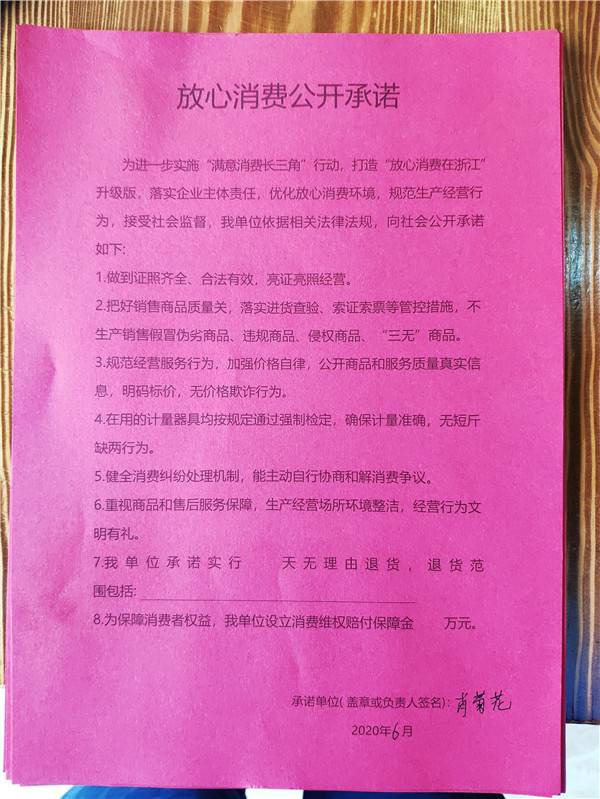 放心消费公开承诺
为进一步实施“满意消费长三角”行动，打造“放心消费在浙江”
升级版，落实企业主体责任，优化放心消费环境，规范生产经营行
为，接受社会监督，我单位依据相关法律法规，向社会公开承诺
如下:
1.做到证照齐全、合法有效，亮证亮照经营。
2.把好销售商品质量关，落实进货查验、索证索票等管控措施，不
生产销售假冒伪劣商品、违规商品、侵权商品、“三无”商品。
3.规范经营服务行为，加强价格自律，公开商品和服务质量真实信
息，明码标价，无价格欺诈行为。
4.在用的计量器具均按规定通过强制检定，确保计量准确，无短斤
缺两行为。
5.健全消费纠纷处理机制，能主动自行协商和解消费争议。
6.重视商品和售后服务保障，生产经营场所环境整洁，经营行为文
明有礼。
7.我单位承诺实行 天无理由退货，退货范
围包括:
8.为保障消费者权益，我单位设立消费维权赔付保障金 万元。
承诺单位(盖章或负责人签名):肖菊花
2020年6月